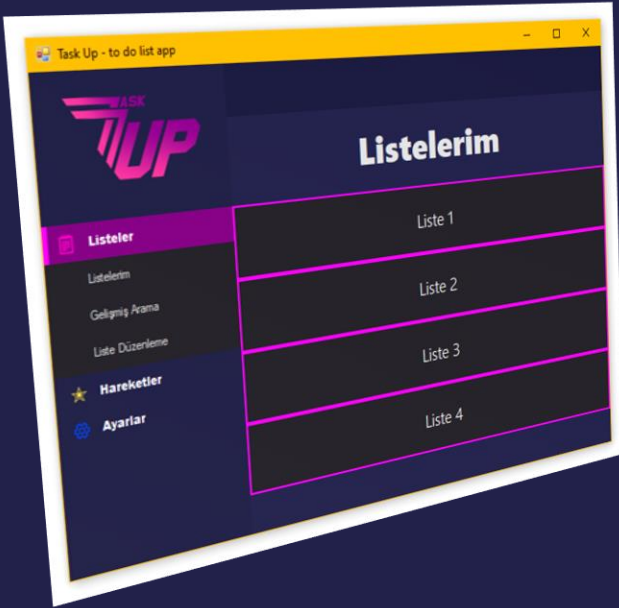 Task Up - to do list app
TASK
UP
Listelerim
Listeler
Listelerim
Gelişmiş Arama
Liste Düzenleme
Hareketler
Ayarlar
Liste 1
Liste 2
Liste 3
Liste 4